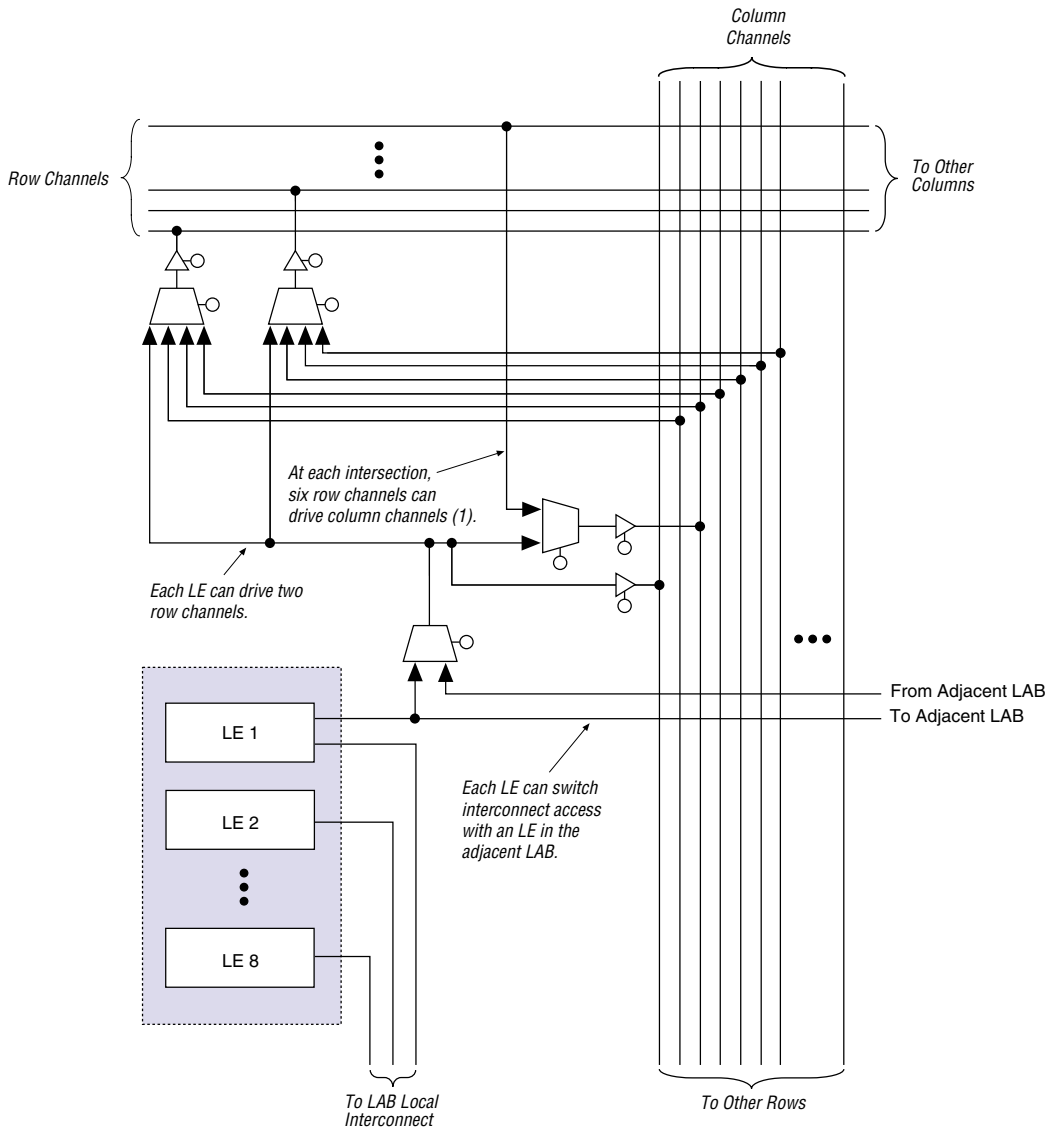 Column
Channels
Row Channels
To Other
Columns
At each intersection,
six row channels can
drive column channels (1).
Each LE can drive two
row channels.
From Adjacent LAB
To Adjacent LAB
LE 1
Each LE can switch
interconnect access
with an LE in the
adjacent LAB.
LE 2
LE 8
To LAB Local
Interconnect
To Other Rows